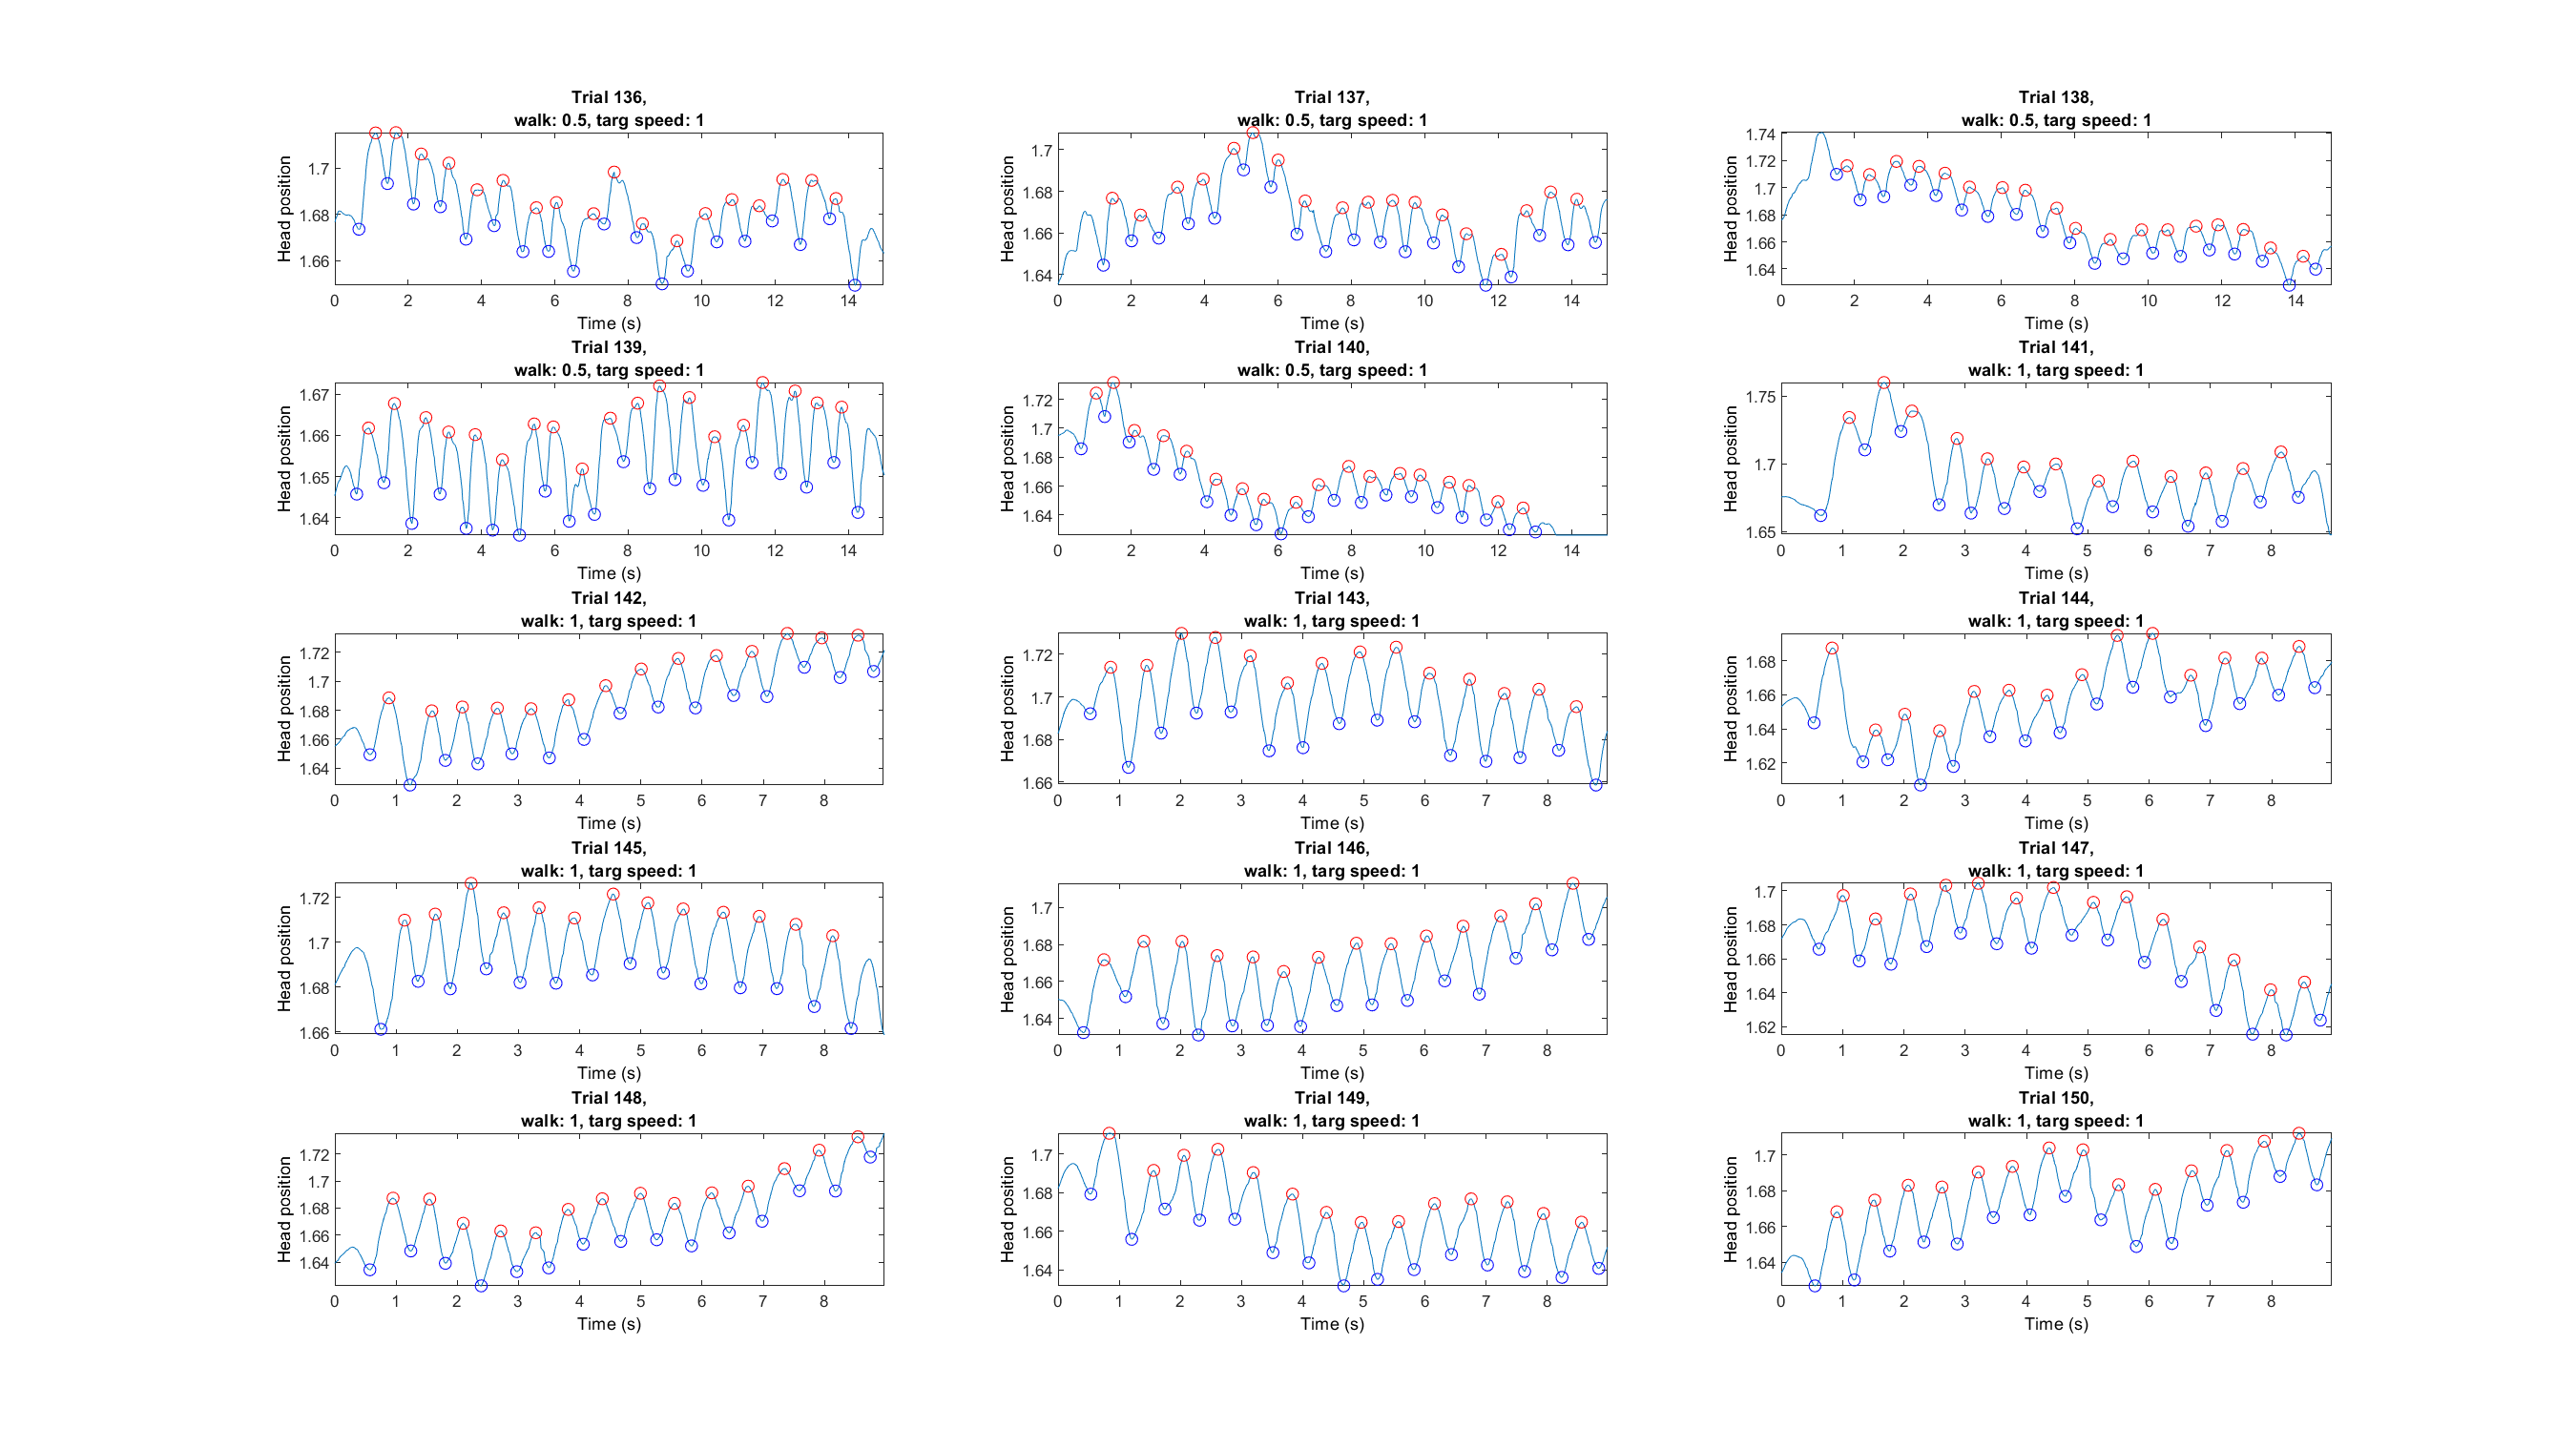 Trial 136,
walk: 0.5, targ speed: 1
1.7
1.68
1.66
Head position
0 2 4 6 8 10 12 14
Time (s)
Trial 137,
walk: 0.5, targ speed: 1
1.7
1.68
1.66
1.64
Head position
0 2 4 6 8 10 12 14
Time (s)
Trial 138,
walk: 0.5, targ speed: 1
1.74
1.72
1.7
1.68
1.66
1.64
Head position
0 2 4 6 8 10 12 14
Time (s)
Trial 139,
walk: 0.5, targ speed: 1
1.67
1.66
1.65
1.64
Head position
0 2 4 6 8 10 12 14
Time (s)
Trial 140,
walk: 0.5, targ speed: 1
1.72
1.7
1.68
1.66
1.64
Head position
0 2 4 6 8 10 12 14
Time (s)
Trial 141,
walk: 1, targ speed: 1
1.75
1.7
1.65
Head position
0 1 2 3 4 5 6 7 8
Time (s)
Trial 142,
walk: 1, targ speed: 1
1.72
1.7
1.68
1.66
1.64
Head position
0 1 2 3 4 5 6 7 8
Time (s)
Trial 143,
walk: 1, targ speed: 1
1.72
1.7
1.68
1.66
Head position
0 1 2 3 4 5 6 7 8
Time (s)
Trial 144,
walk: 1, targ speed: 1
1.68
1.66
1.64
1.62
Head position
0 1 2 3 4 5 6 7 8
Time (s)
Trial 145,
walk: 1, targ speed: 1
1.72
1.7
1.68
1.66
Head position
0 1 2 3 4 5 6 7 8
Time (s)
Trial 146,
walk: 1, targ speed: 1
1.7
1.68
1.66
1.64
Head position
0 1 2 3 4 5 6 7 8
Time (s)
Trial 147,
walk: 1, targ speed: 1
1.7
1.68
1.66
1.64
1.62
Head position
0 1 2 3 4 5 6 7 8
Time (s)
Trial 148,
walk: 1, targ speed: 1
1.72
1.7
1.68
1.66
1.64
Head position
0 1 2 3 4 5 6 7 8
Time (s)
Trial 149,
walk: 1, targ speed: 1
1.7
1.68
1.66
1.64
Head position
0 1 2 3 4 5 6 7 8
Time (s)
Trial 150,
walk: 1, targ speed: 1
1.7
1.68
1.66
1.64
Head position
0 1 2 3 4 5 6 7 8
Time (s)